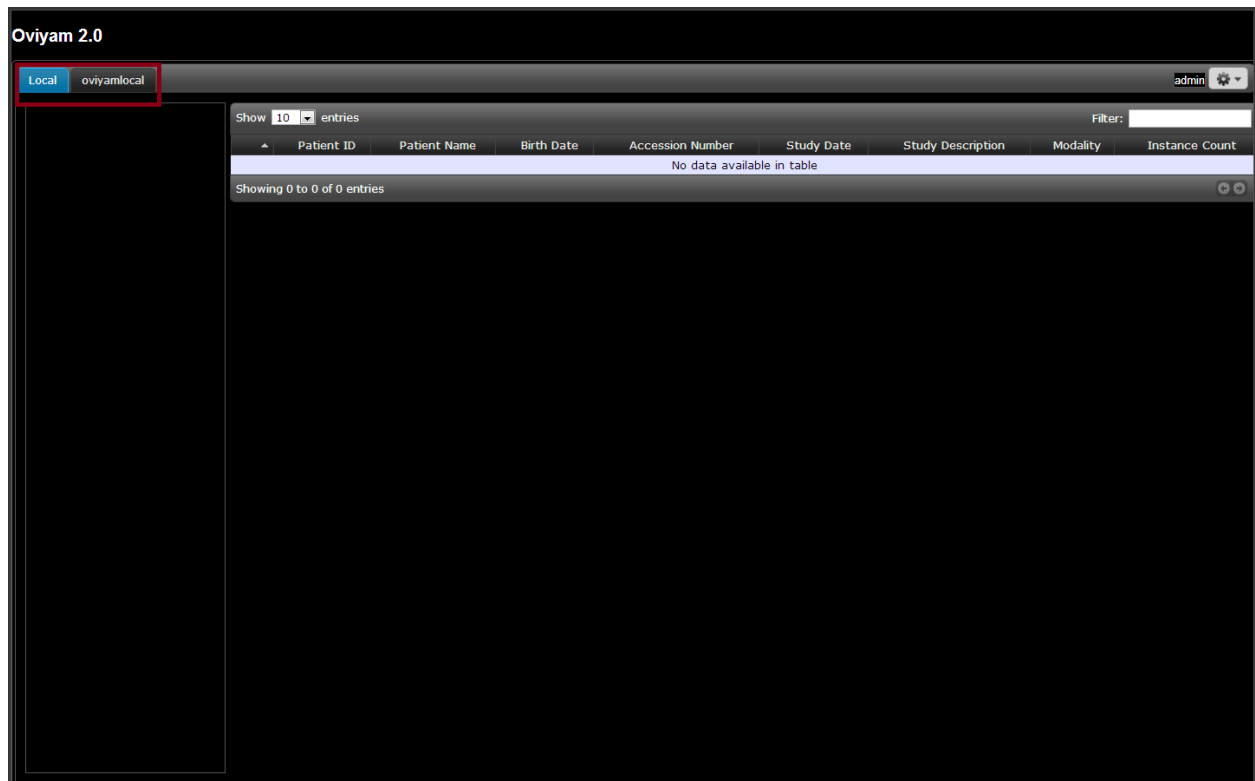 Oviyam 2.0
Local oviyamlocal admin
Show 10 entries Filter:
Patient ID Patient Name Birth Date Accession Number Study Date Study Description Modality Instance Count
No data available in table
Showing 0 to 0 of 0 entries